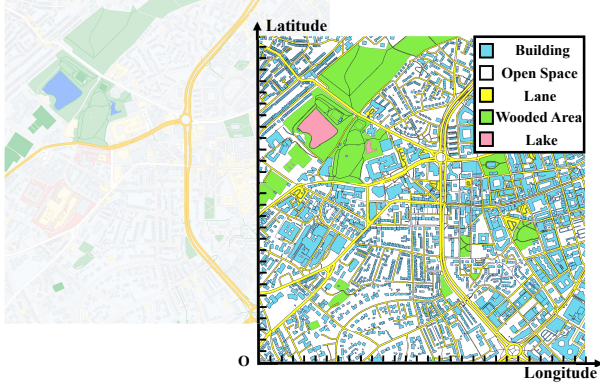 Latitude
Building
Open Space
Lane
Wooded Area
Lake
O
Longitude